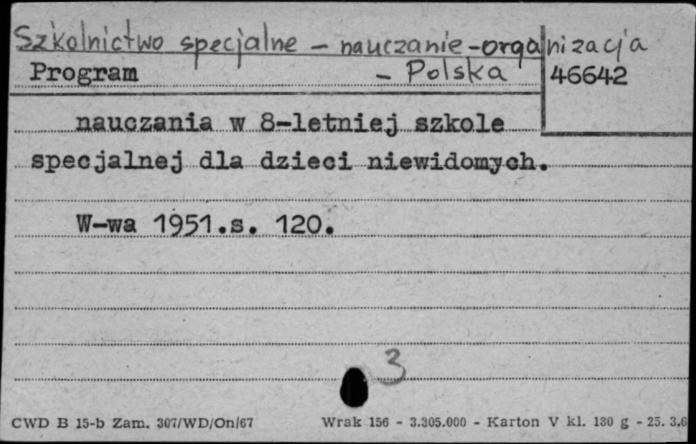 Szkolnictwo specjalne - nauczanie - organizacja
Program - Polska 46642
nauczania w 8-letniej szkole
specjalnej dla dzieci niewidomych.
W-wa 1951.s. 120.
3
CWD B 15-b Zam. 307/WD/On/67 Wrak 156 - 3.305.000 - Karton V kl. 130 g - 25. 3.6